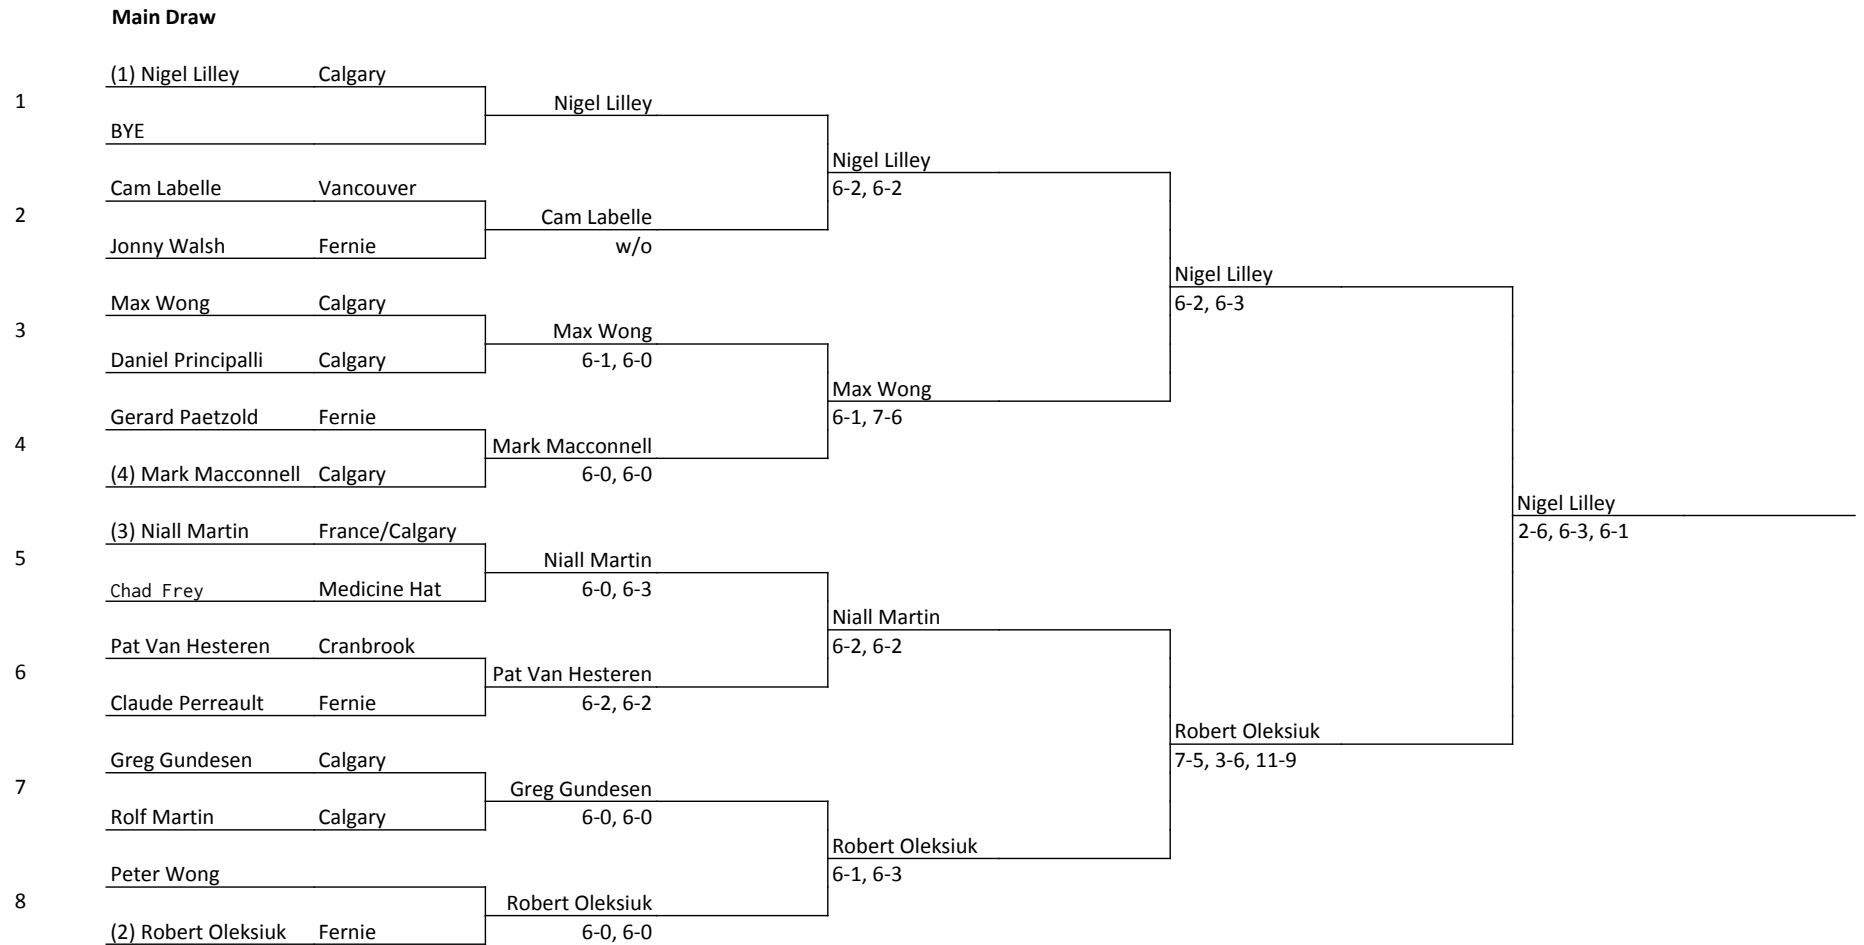 Main Draw
(1) Nigel Lilley Calgary
1 Nigel Lilley
BYE
Nigel Lilley
Cam Labelle Vancouver 6-2, 6-2
2 Cam Labelle
Jonny Walsh Fernie w/o
Nigel Lilley
Max Wong Calgary 6-2, 6-3
3 Max Wong
Daniel Principalli Calgary 6-1, 6-0
Max Wong
Gerard Paetzold Fernie 6-1, 7-6
4 Mark Macconnell
(4) Mark Macconnell Calgary 6-0, 6-0
Nigel Lilley
(3) Niall Martin France/Calgary 2-6, 6-3, 6-1
5 Niall Martin
Chad Frey Medicine Hat 6-0, 6-3
Niall Martin
Pat Van Hesteren Cranbrook 6-2, 6-2
6 Pat Van Hesteren
Claude Perreault Fernie 6-2, 6-2
Robert Oleksiuk
Greg Gundesen Calgary 7-5, 3-6, 11-9
7 Greg Gundesen
Rolf Martin Calgary 6-0, 6-0
Robert Oleksiuk
Peter Wong 6-1, 6-3
8 Robert Oleksiuk
(2) Robert Oleksiuk Fernie 6-0, 6-0